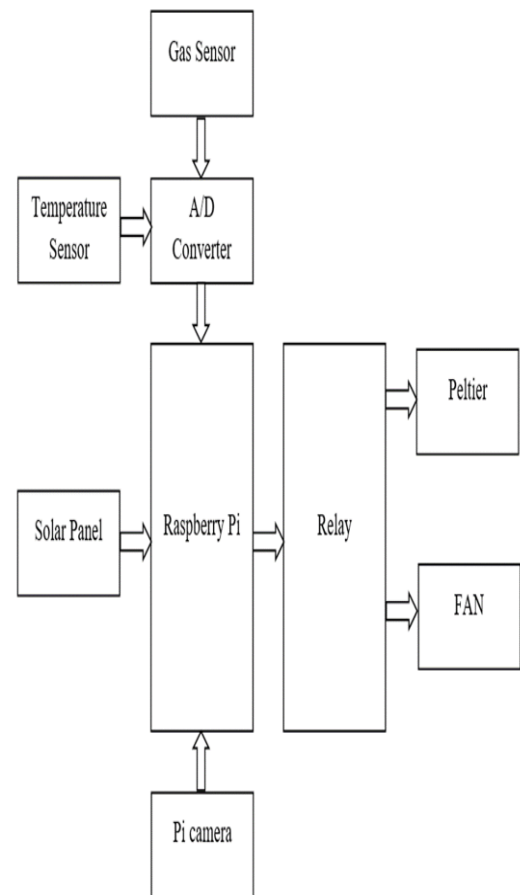 Gas Sensor
Temperature
Sensor
A/D
Converter
Peltier
Solar Panel
Raspberry Pi
Relay
FAN
Pi camera